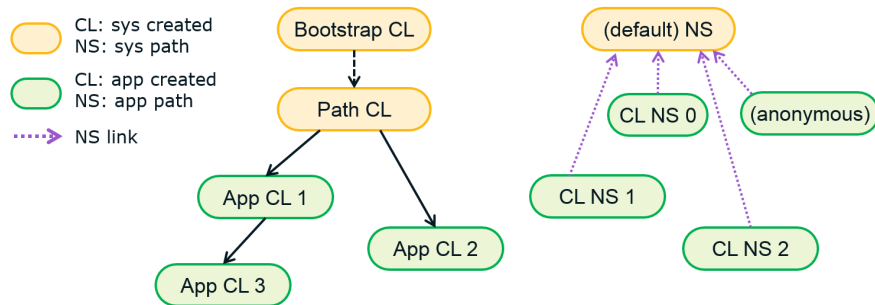 CL: sys created
NS: sys path
CL: app created
NS: app path
NS link
Bootstrap CL
Path CL
App CL 1
App CL 2
App CL 3
(default) NS
CL NS 0
(anonymous)
CL NS 1
CL NS 2